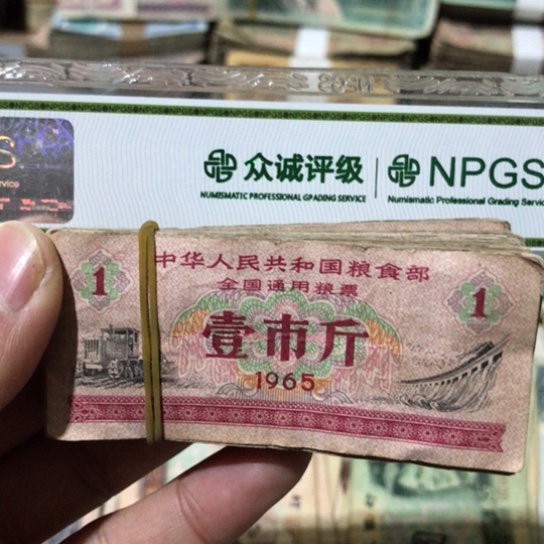 众诚评级 NPGS
NUMISMATIC PROFESSIONAL GRADING SERVICE Numismatic Professional Grading Service
中华人民共和国粮食部
全国通用粮票
1 1
壹市斤
1965